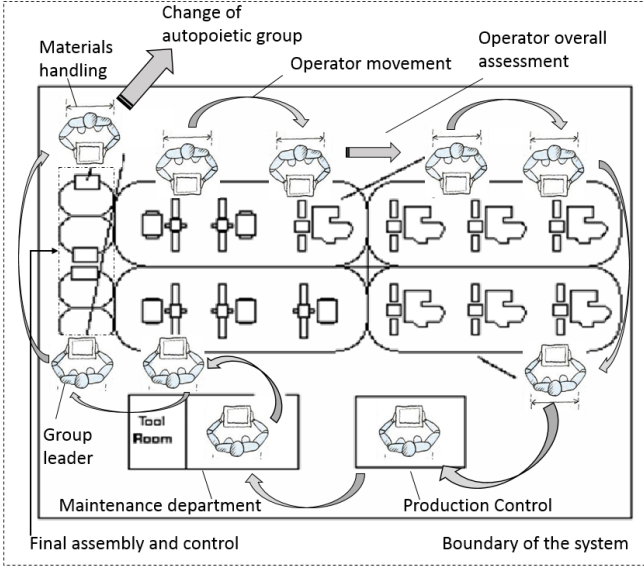 Change of
autopoietic group
Materials
handling
Operator movement
Operator overall
assessment
Tool
Room
Group
leader
Maintenance department
Production Control
Final assembly and control
Boundary of the system